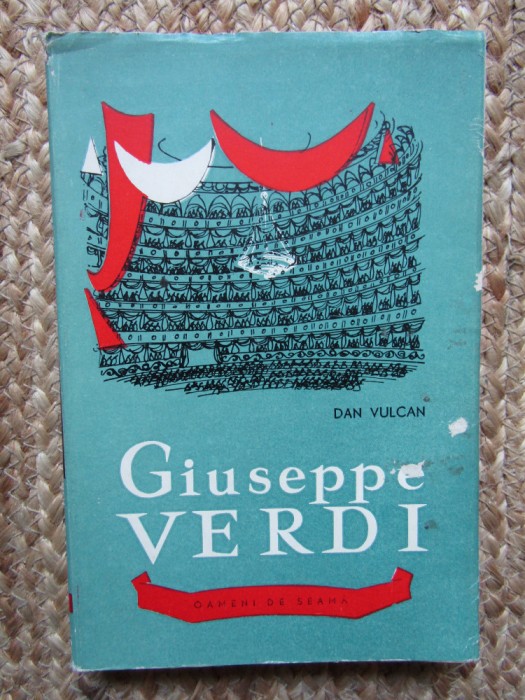 DAN VULCAN
Giuseppe
VERDI
OAMENI DE SEAMĂ